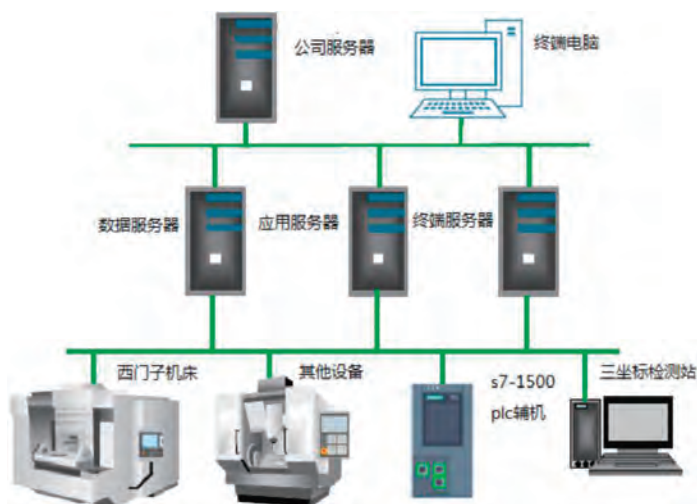 公司服务器
终端电脑
数据服务器
应用服务器
终端服务器
西门子机床
其他设备
s7-1500
plc辅机
三坐标检测站